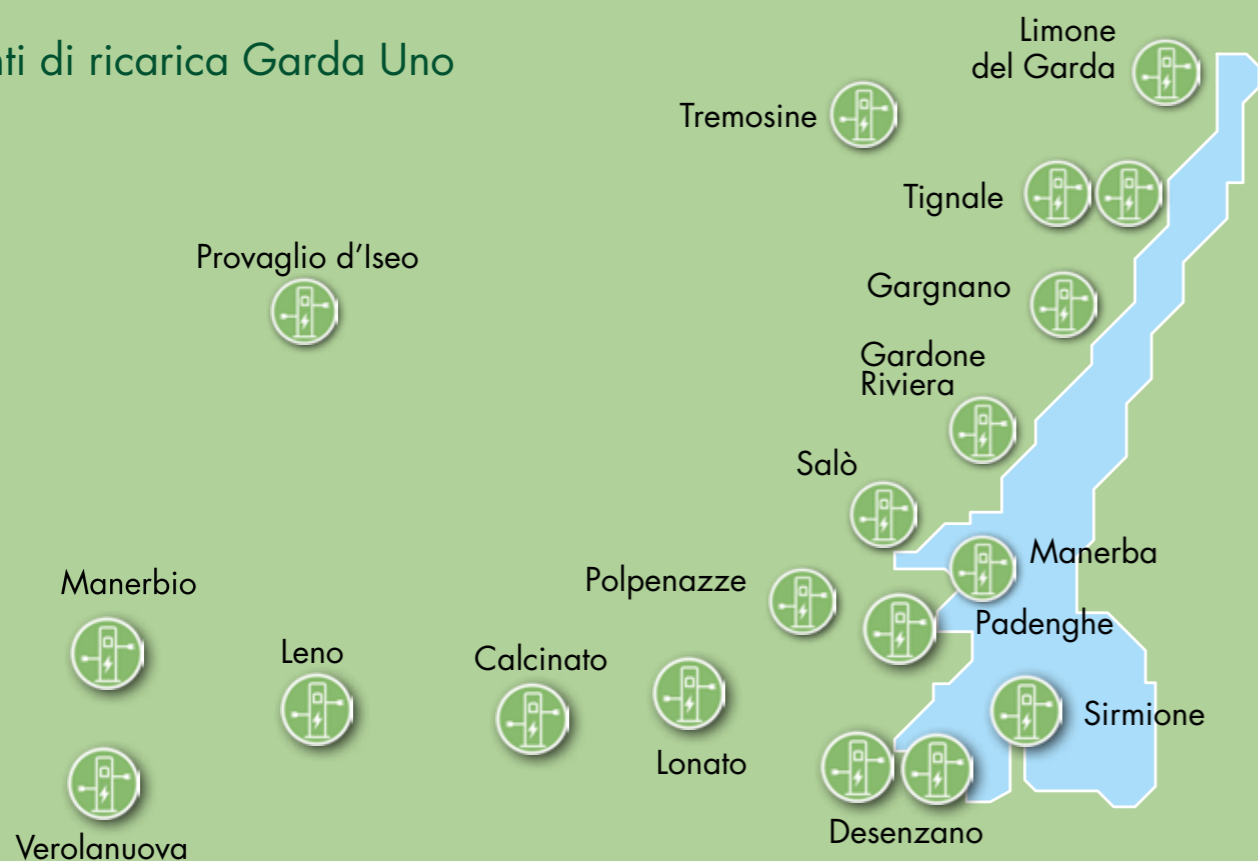 ti di ricarica Garda Uno
Limone
del Garda
Tremosine
Tignale
Provaglio d’Iseo
Gargnano
Gardone
Riviera
Salò
Manerba
Manerbio
Polpenazze
Padenghe
Leno
Calcinato
Sirmione
Lonato
Desenzano
Verolanuova